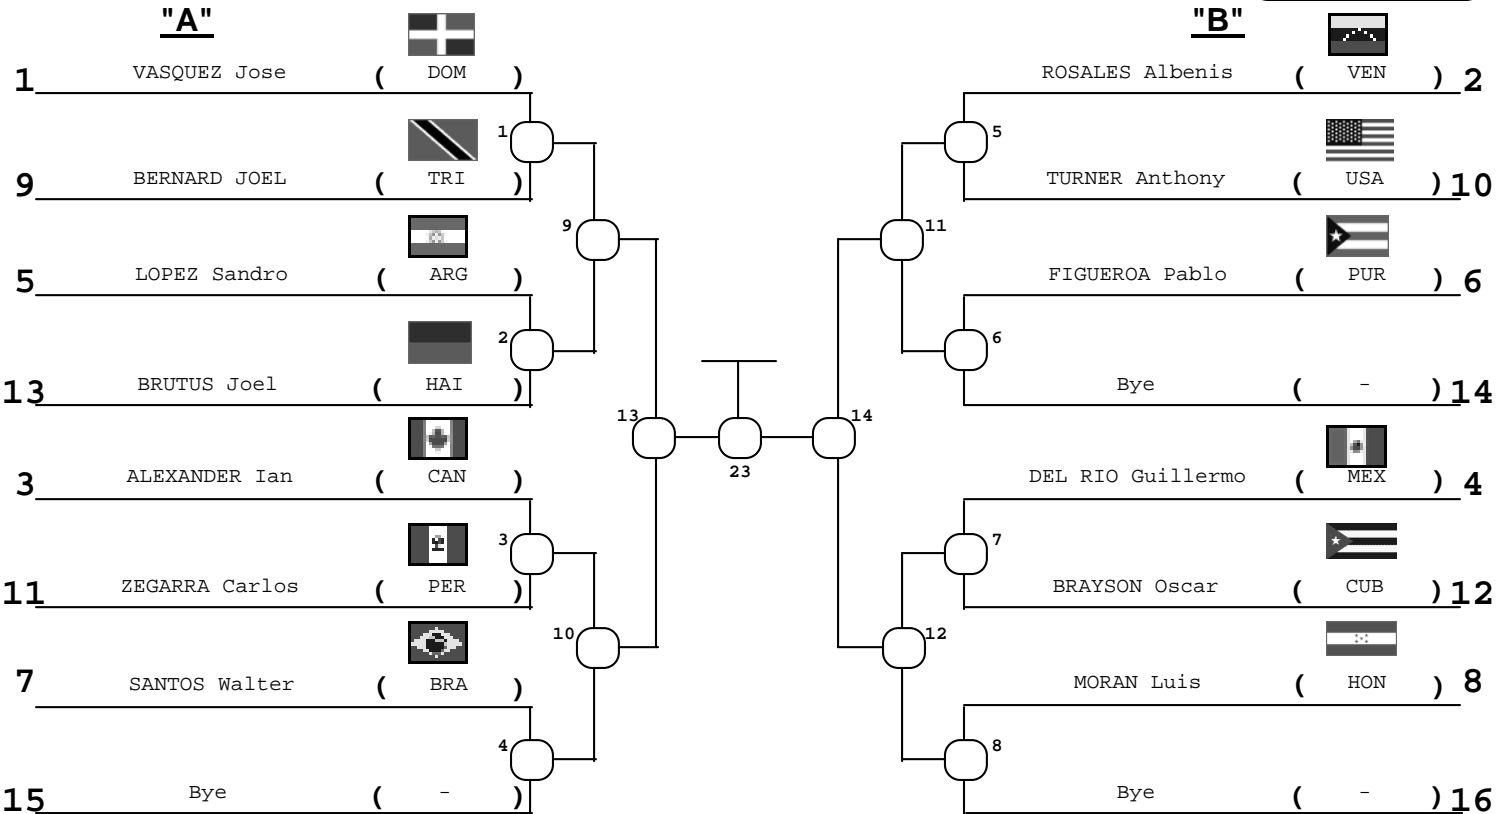 "A"
"B"
1 VASQUEZ Jose ( DOM )
ROSALES Albenis ( VEN ) 2
1
5
9 BERNARD JOEL ( TRI )
TURNER Anthony ( USA ) 10
9
11
5 LOPEZ Sandro ( ARG )
FIGUEROA Pablo ( PUR ) 6
2
6
13 BRUTUS Joel ( HAI )
Bye ( - ) 14
13
14
23
3 ALEXANDER Ian ( CAN )
DEL RIO Guillermo ( MEX ) 4
3
7
11 ZEGARRA Carlos ( PER )
BRAYSON Oscar ( CUB ) 12
10
12
7 SANTOS Walter ( BRA )
MORAN Luis ( HON ) 8
4
8
15 Bye ( - )
Bye ( - ) 16